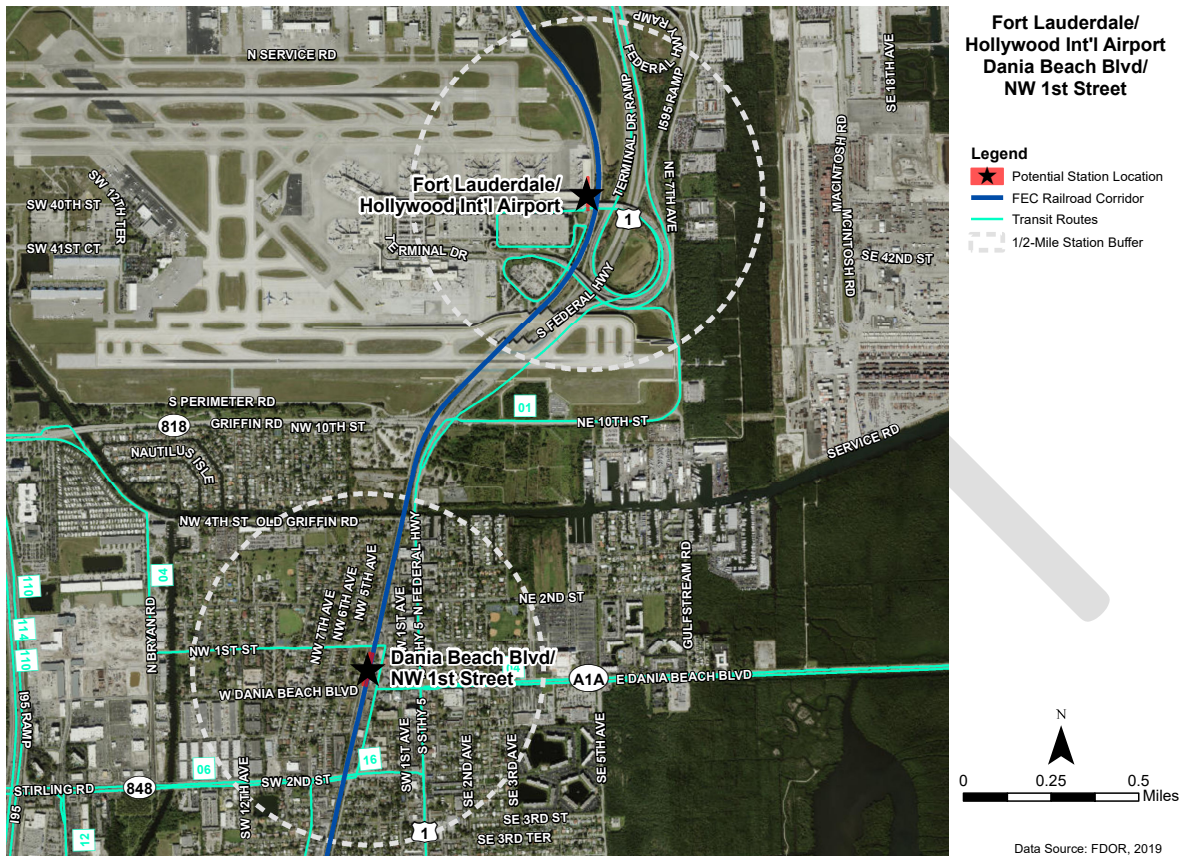 Fort Lauderdale/
Hollywood Int'l Airport
Dania Beach Blvd/
NW 1st Street
Legend
Potential Station Location
FEC Railroad Corridor
Transit Routes
1/2-Mile Station Buffer
N SERVICE RD
RAMP
FEDERAL HWY
TERMINAL DR RAMP
I595 RAMP
SE 18TH AVE
MACINTOSH RD
MCINTOSH RD
SE 42ND ST
NE 7TH AVE
SW 12TH TER
SW 40TH ST
SW 41ST CT
Fort Lauderdale/
Hollywood Int'l Airport
1
TERMINAL DR
S FEDERAL HWY
S PERIMETER RD
818
GRIFFIN RD
NW 10TH ST
01
NE 10TH ST
NAUTILUS ISLE
SERVICE RD
NW 4TH ST
OLD GRIFFIN RD
110
114
110
04
N BRYAN RD
NW 7TH AVE
NW 6TH AVE
NW 5TH AVE
N FEDERAL HWY
STHY 5
W 1ST AVE
NE 2ND ST
GULFSTREAM RD
NW 1ST ST
Dania Beach Blvd/
NW 1st Street
04
A1A
E DANIA BEACH BLVD
W DANIA BEACH BLVD
I95 RAMP
I95
06
16
SW 1ST AVE
S STHY 5
SE 2ND AVE
SE 3RD AVE
SE 5TH AVE
STIRLING RD
848
SW 12TH AVE
SW 2ND ST
12
1
SE 3RD ST
SE 3RD TER
N
0
0.25
0.5
Miles
Data Source: FDOR, 2019